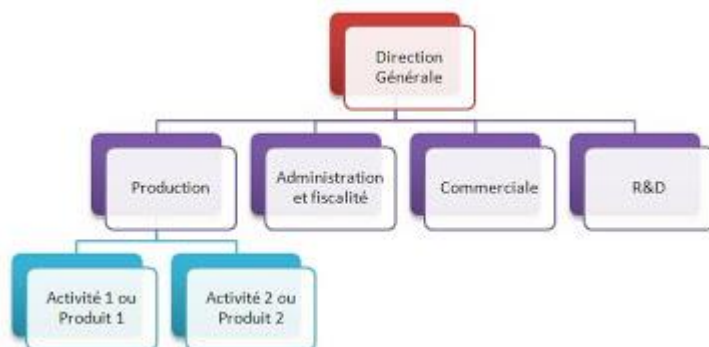 Direction
Générale
Production
Administration
et fiscalité
Commerciale
R&D
Activité 1 ou
Produit 1
Activité 2 ou
Produit 2